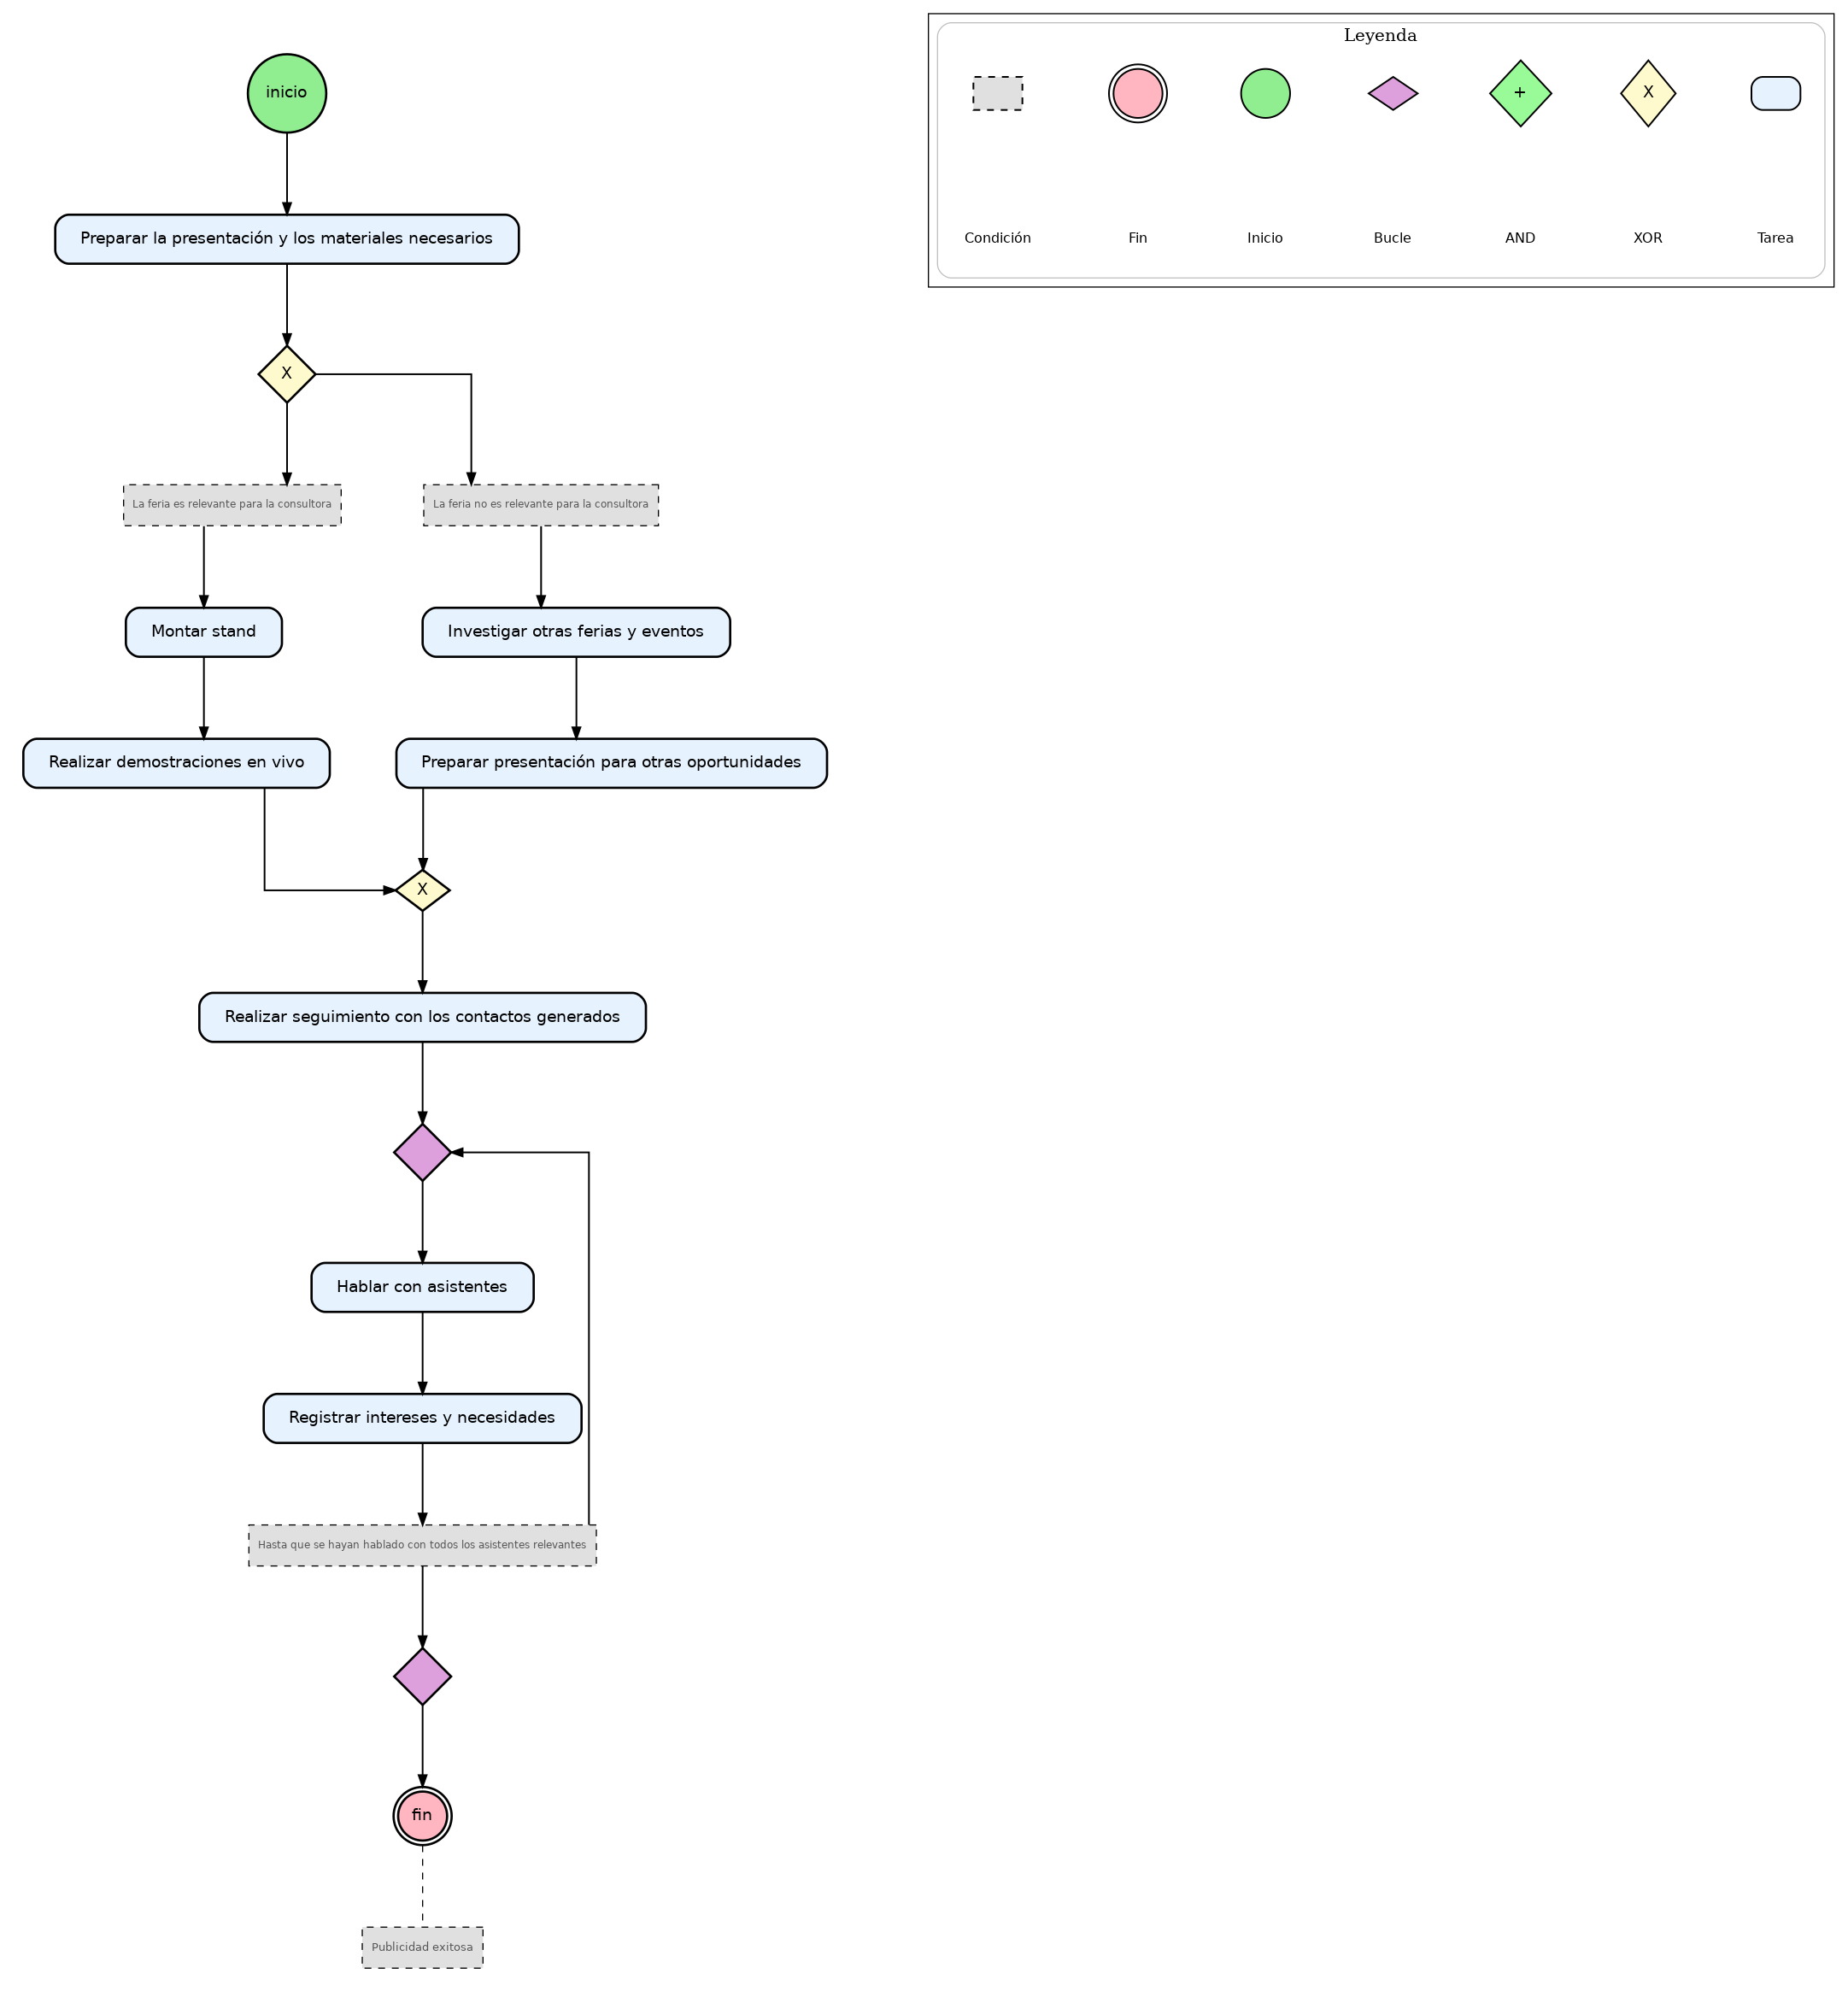 inicio
Preparar la presentación y los materiales necesarios
X
La feria es relevante para la consultora
La feria no es relevante para la consultora
Montar stand
Investigar otras ferias y eventos
Realizar demostraciones en vivo
Preparar presentación para otras oportunidades
X
Realizar seguimiento con los contactos generados
Hablar con asistentes
Registrar intereses y necesidades
Hasta que se hayan hablado con todos los asistentes relevantes
fin
Publicidad exitosa
Leyenda
+
X
Condición
Fin
Inicio
Bucle
AND
XOR
Tarea